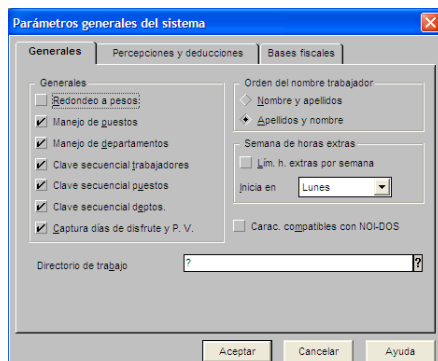 Parámetros generales del sistema
Generales
Percepciones y deducciones
Bases fiscales
Generales
Redondeo a pesos
Manejo de puestos
Manejo de departamentos
Clave secuencial trabajadores
Clave secuencial puestos
Clave secuencial deptos.
Captura días de disfrute y P. V.
Orden del nombre trabajador
Nombre y apellidos
Apellidos y nombre
Semana de horas extras
Lím. h. extras por semana
Inicia en
Lunes
Carac. compatibles con NOI-DOS
Directorio de trabajo
?
?
Aceptar
Cancelar
Ayuda